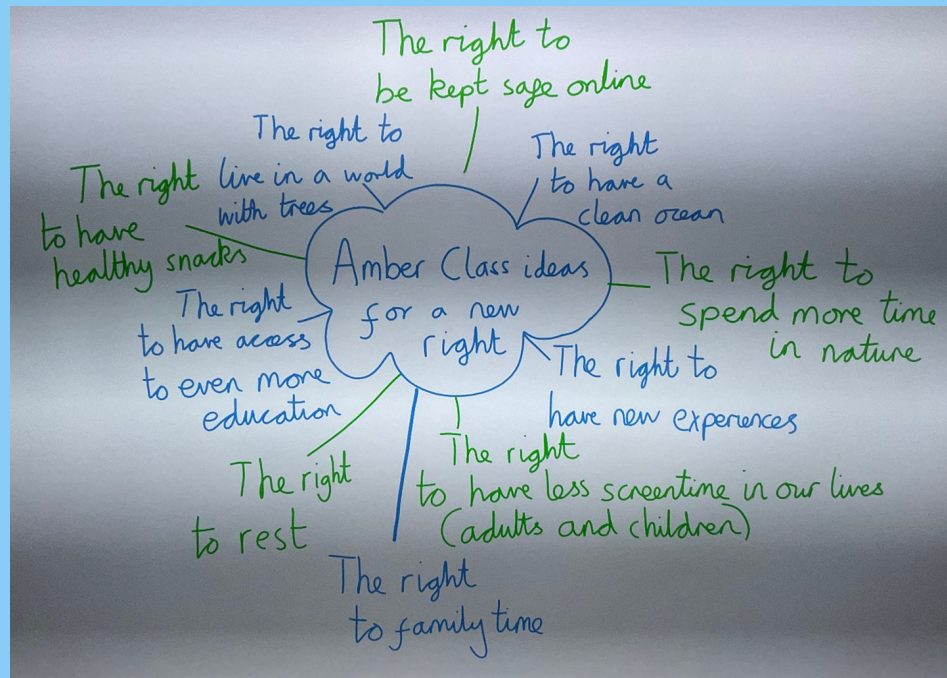 Amber Class ideas
for a new
right
The right to
be kept safe online
The right
to have a
clean ocean
The right to
spend more time
in nature
The right to
have new experiences
The right
to have less screentime in our lives
(adults and children)
The right
to family time
The right
to rest
The right
to have access
to even more
education
The right
to have
healthy snacks
The right to
live in a world
with trees